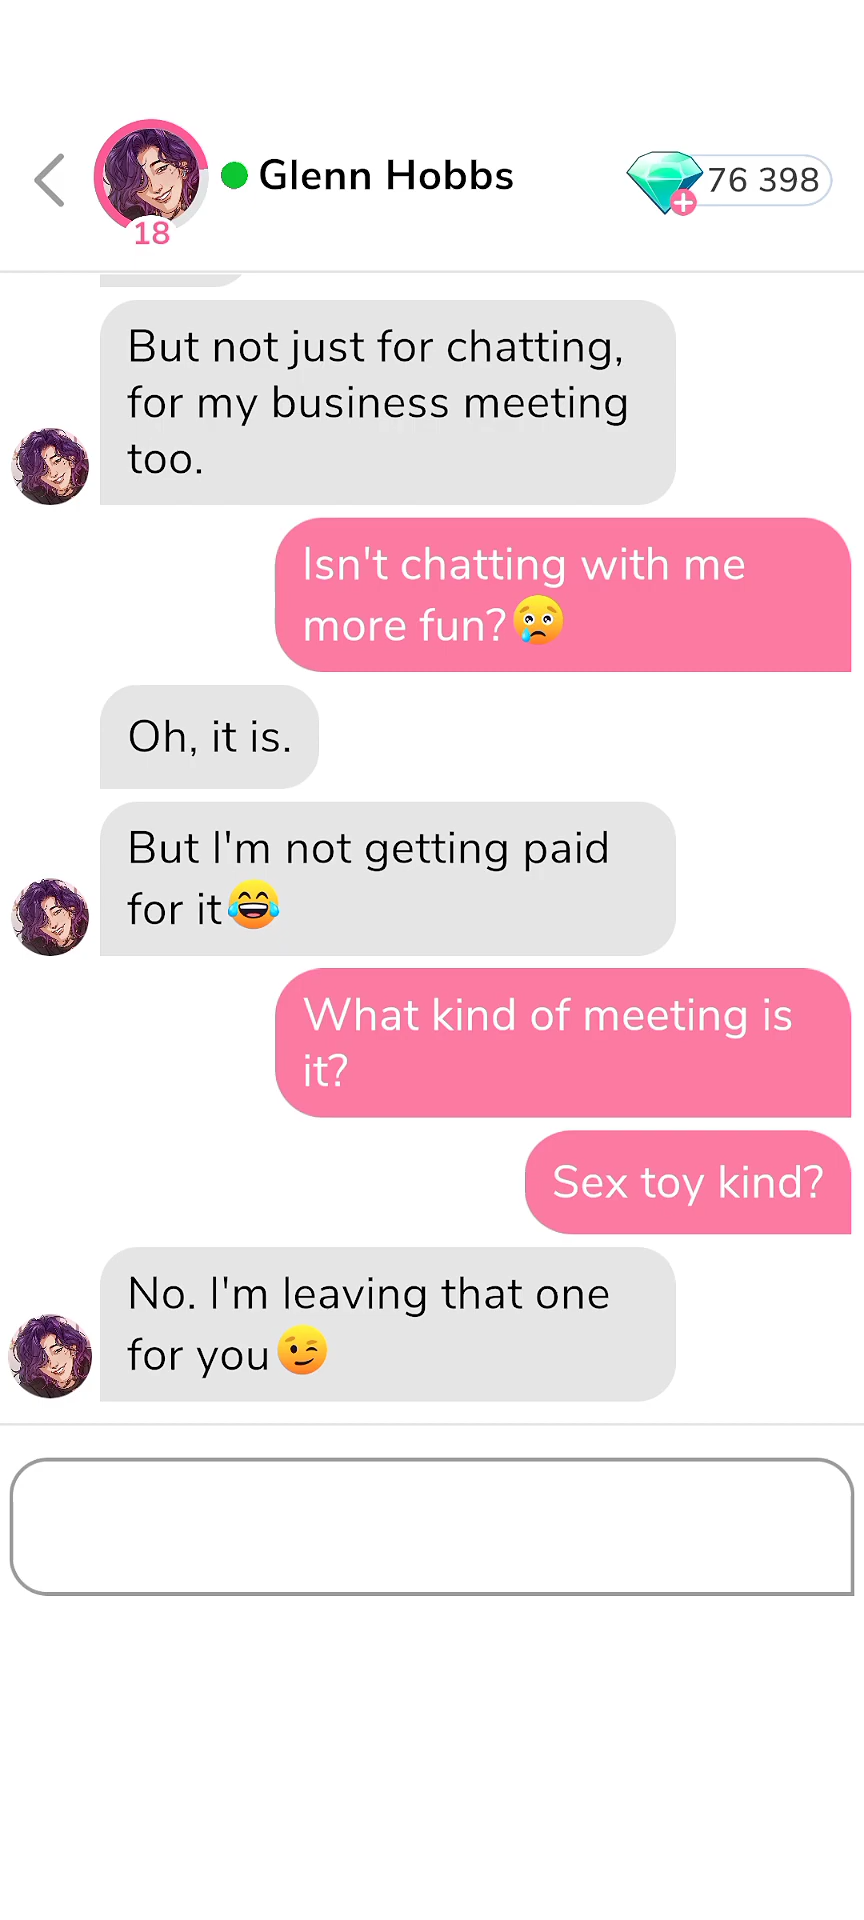 Glenn Hobbs
76 398
18
But not just for chatting,
for my business meeting
too.
Isn't chatting with me
more fun?😢
Oh, it is.
But I'm not getting paid
for it😂
What kind of meeting is
it?
Sex toy kind?
No. I'm leaving that one
for you😉